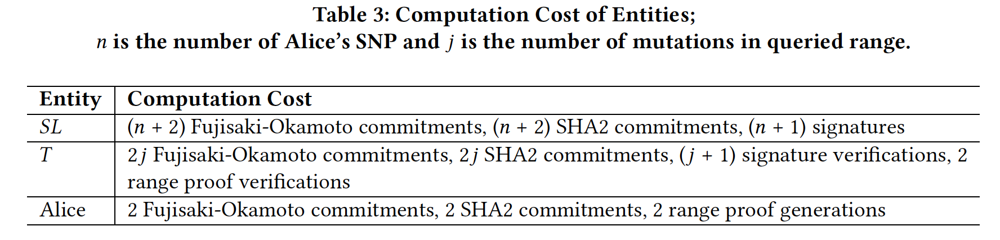 Table 3: Computation Cost of Entities;
n is the number of Alice’s SNP and j is the number of mutations in queried range.
Entity Computation Cost
SL (n + 2) Fujisaki-Okamoto commitments, (n + 2) SHA2 commitments, (n + 1) signatures
T 2j Fujisaki-Okamoto commitments, 2j SHA2 commitments, (j + 1) signature verifications, 2
range proof verifications
Alice 2 Fujisaki-Okamoto commitments, 2 SHA2 commitments, 2 range proof generations